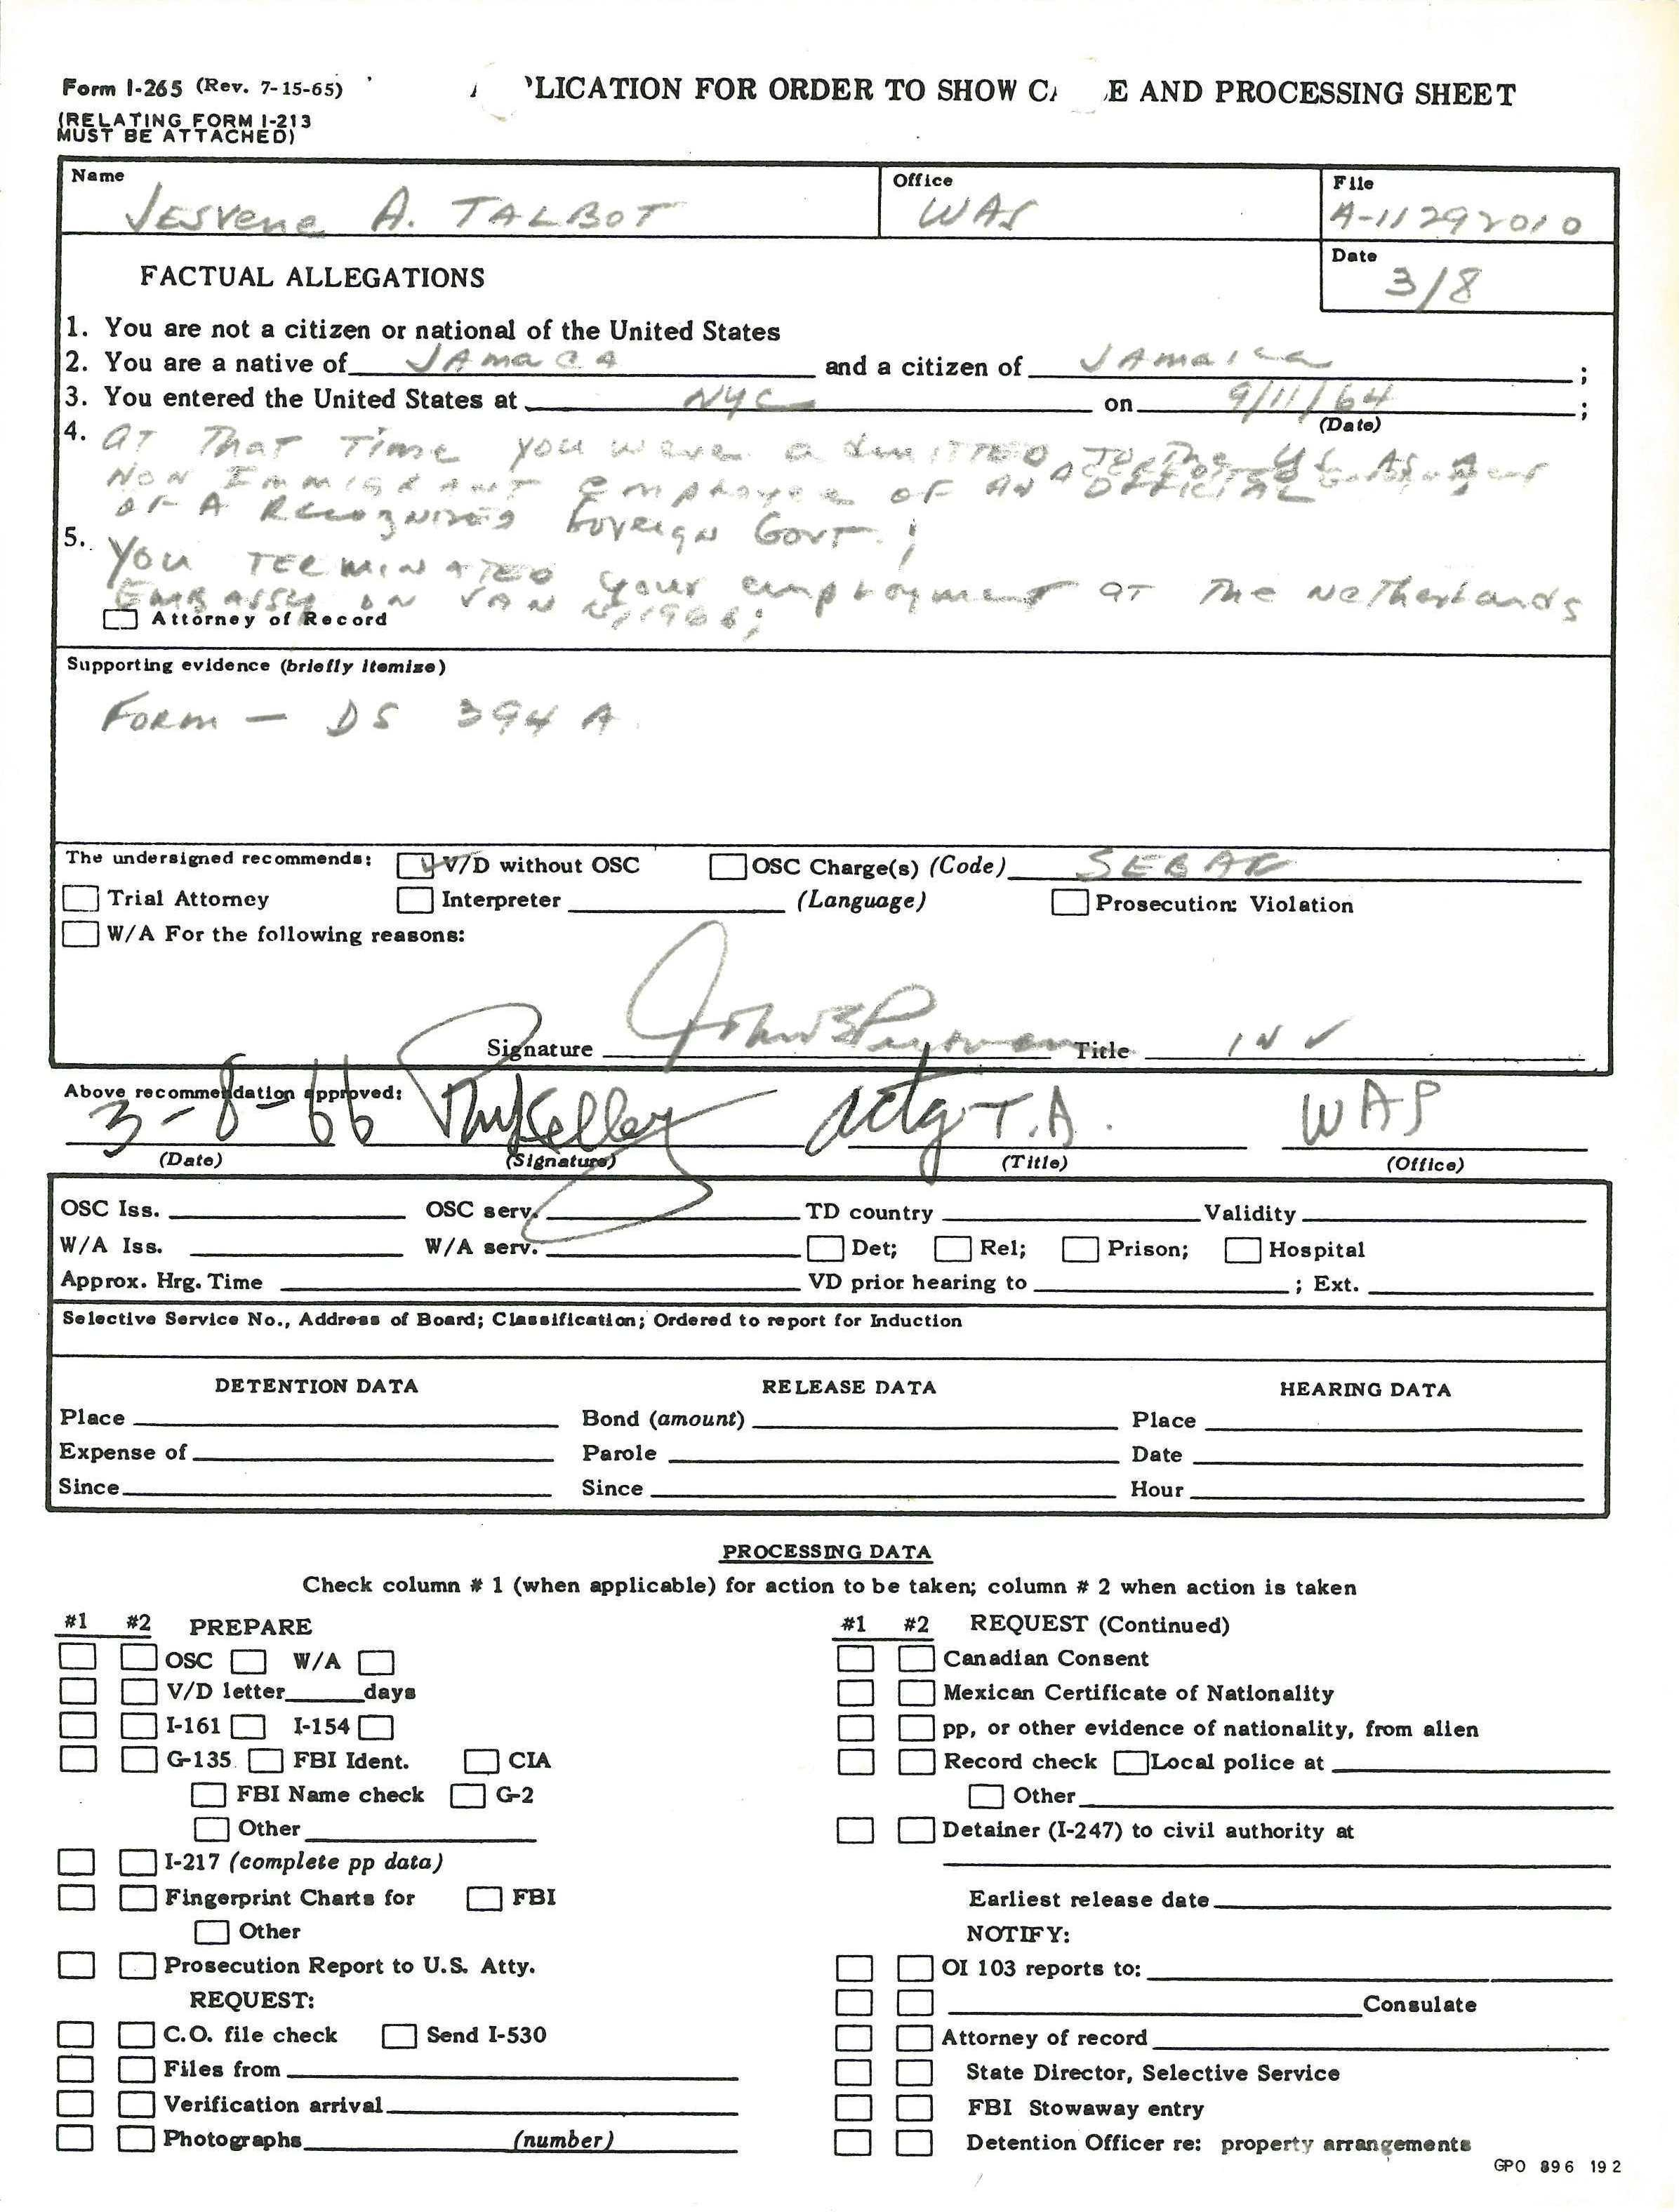 Form I-265 (Rev. 7-15-65) PLICATION FOR ORDER TO SHOW CA E AND PROCESSING SHEET
(RELATING FORM I-213
MUST BE ATTACHED)
Name Office File
Jesvene A. TALBOT WAS A-11292010
FACTUAL ALLEGATIONS Date
3/8
1. You are not a citizen or national of the United States
2. You are a native of JAmaca and a citizen of JAmaica ;
3. You entered the United States at NYC on 9/11/64 ;
(Date)
4. at That Time you were admitted to the US As A
Non Immigrant employee of an official
of A Recognized Foreign Govt. ;
5. You TERMINATED your employment at The Netherlands
EMBASSY in JAN 1966;
Attorney of Record
Supporting evidence (briefly itemize)
Form - DS 394 A
The undersigned recommends: V/D without OSC OSC Charge(s) (Code)
Trial Attorney Interpreter (Language) Prosecution: Violation
W/A For the following reasons:
Signature Title INV
Above recommendation approved:
3-8-66 Actg T.A. WAS
(Date) (Signature) (Title) (Office)
OSC Iss. OSC serv. TD country Validity
W/A Iss. W/A serv. Det; Rel; Prison; Hospital
Approx. Hrg. Time VD prior hearing to ; Ext.
Selective Service No., Address of Board; Classification; Ordered to report for Induction
DETENTION DATA RELEASE DATA HEARING DATA
Place Bond (amount) Place
Expense of Parole Date
Since Since Hour
PROCESSING DATA
Check column # 1 (when applicable) for action to be taken; column # 2 when action is taken
#1 #2 PREPARE
OSC W/A
V/D letter days
I-161 I-154
G-135 FBI Ident. CIA
FBI Name check G-2
Other
I-217 (complete pp data)
Fingerprint Charts for FBI
Other
Prosecution Report to U.S. Atty.
REQUEST:
C.O. file check Send I-530
Files from
Verification arrival
Photographs (number)
#1 #2 REQUEST (Continued)
Canadian Consent
Mexican Certificate of Nationality
pp, or other evidence of nationality, from alien
Record check Local police at
Other
Detainer (I-247) to civil authority at
Earliest release date
NOTIFY:
OI 103 reports to:
Consulate
Attorney of record
State Director, Selective Service
FBI Stowaway entry
Detention Officer re: property arrangements
GPO 896 192